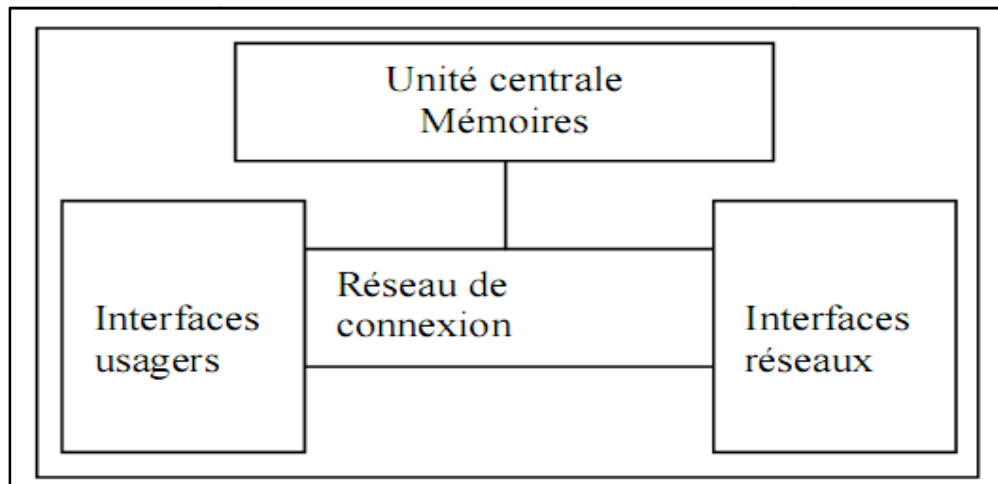 Unité centrale
Mémoires
Réseau de
connexion
Interfaces
usagers
Interfaces
réseaux